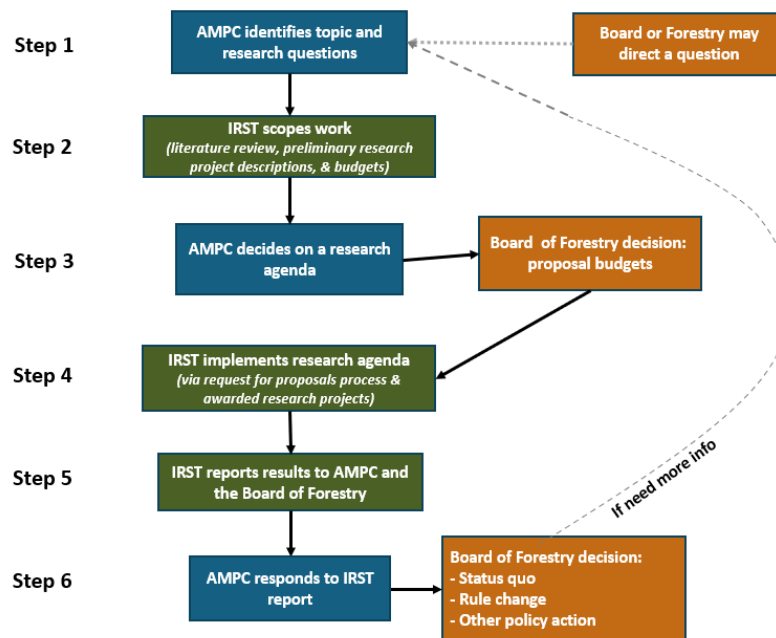 Step 1
AMPC identifies topic and
research questions
Board or Forestry may
direct a question
Step 2
IRST scopes work
(literature review, preliminary research
project descriptions, & budgets)
Step 3
AMPC decides on a research
agenda
Board of Forestry decision:
proposal budgets
Step 4
IRST implements research agenda
(via request for proposals process &
awarded research projects)
Step 5
IRST reports results to AMPC and
the Board of Forestry
If need more info
Step 6
AMPC responds to IRST
report
Board of Forestry decision:
- Status quo
- Rule change
- Other policy action